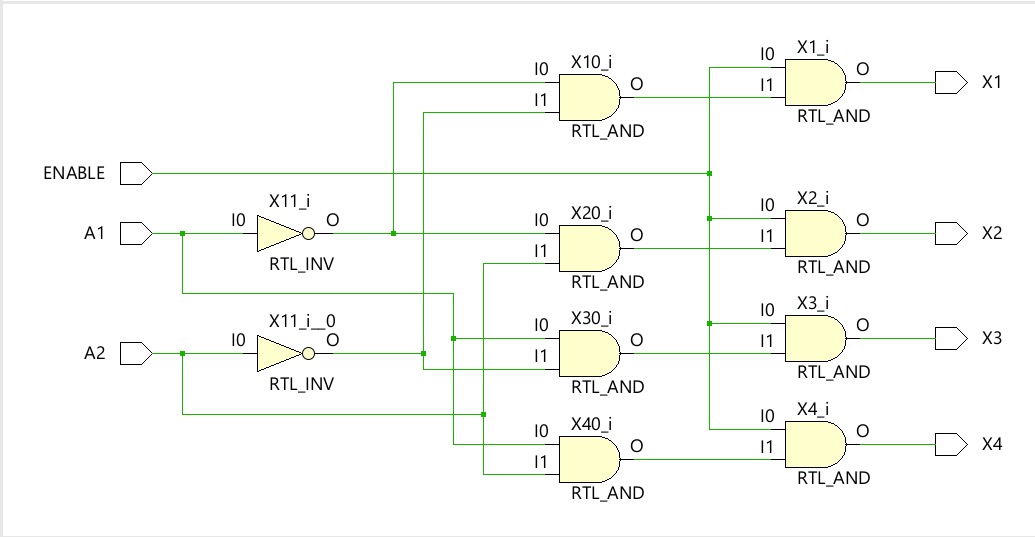 X1_i
I0 O
X10_i
I0 O
I1
X1
I1
RTL_AND
RTL_AND
ENABLE
X11_i
X20_i
X2_i
I0 O
I0 O
I0 O
A1
X2
I1
I1
RTL_INV
RTL_AND
RTL_AND
X11_i__0
X30_i
X3_i
I0 O
I0 O
I0 O
A2
X3
I1
I1
RTL_INV
RTL_AND
RTL_AND
X40_i
X4_i
I0 O
I0 O
X4
I1
I1
RTL_AND
RTL_AND